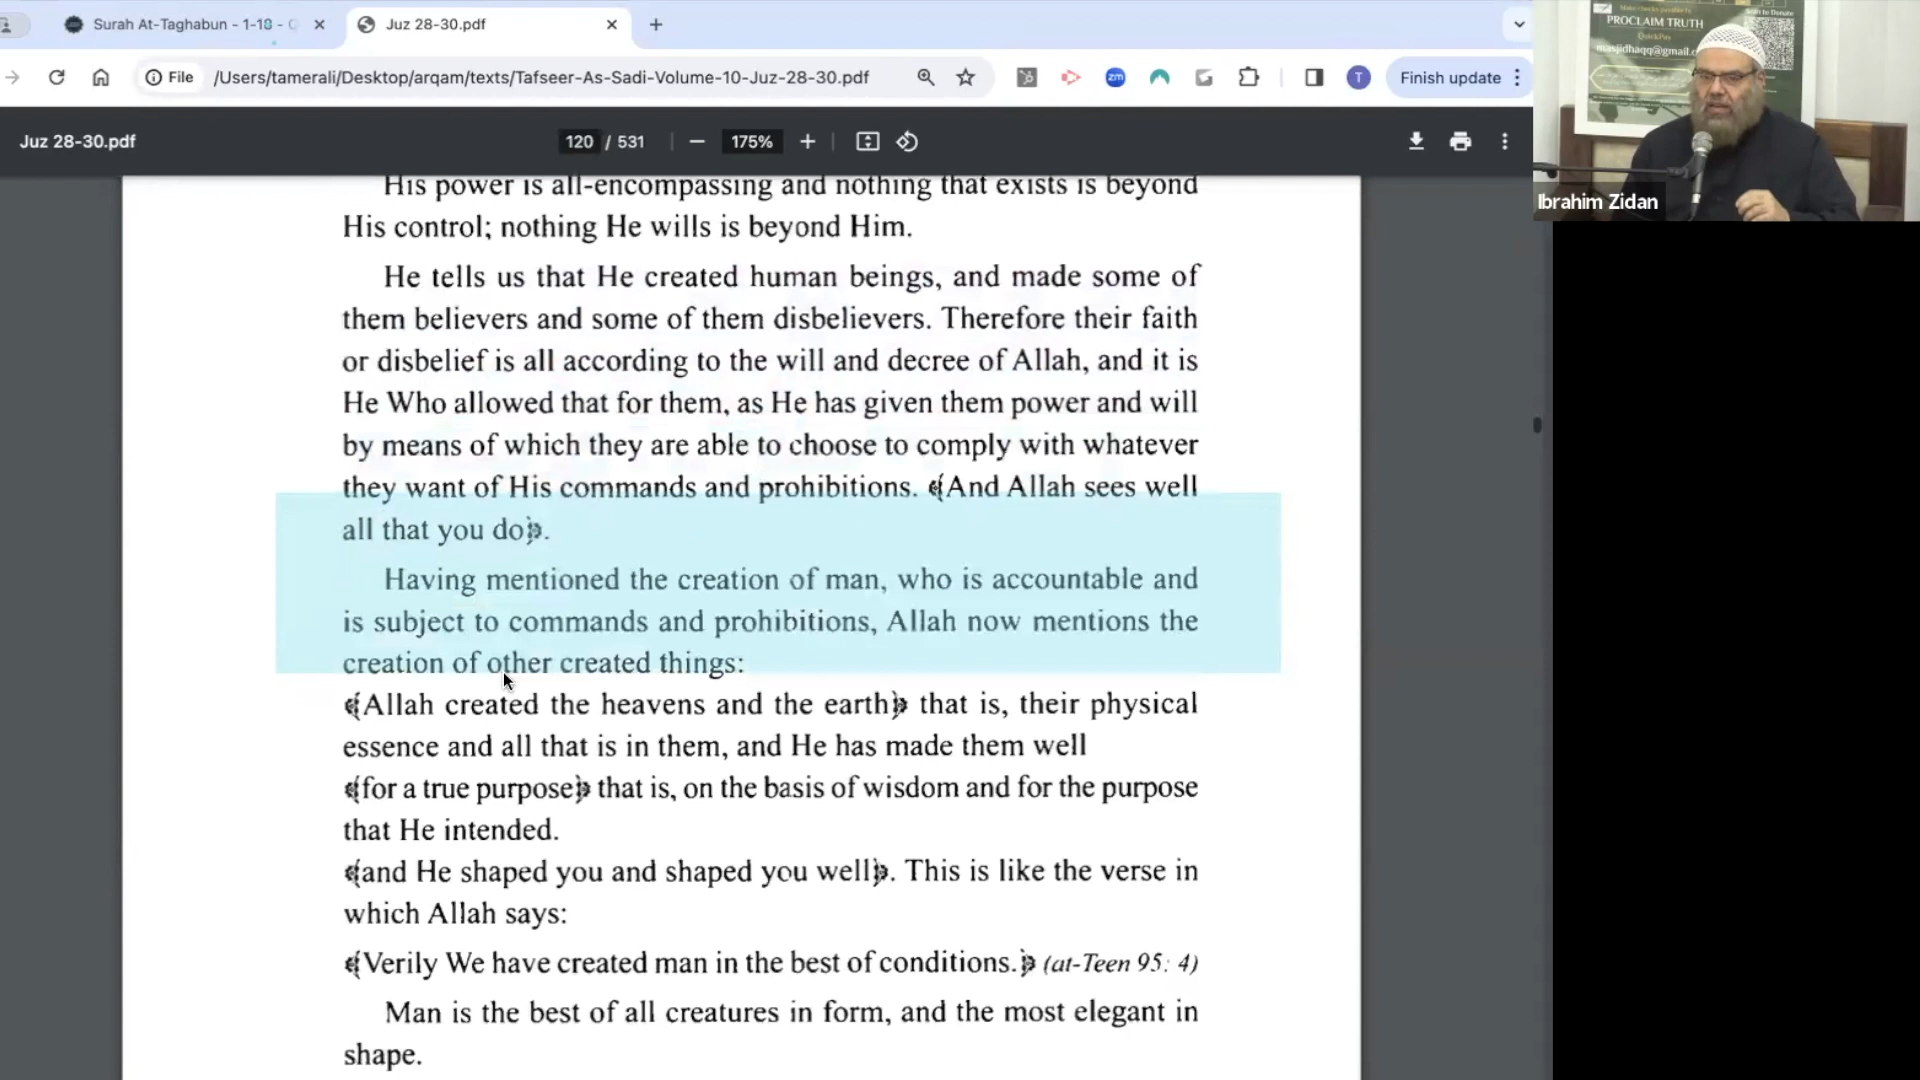 Surah At-Taghabun - 1-18 -
Juz 28-30.pdf
File
/Users/tamerali/Desktop/arqam/texts/Tafseer-As-Sadi-Volume-10-Juz-28-30.pdf
zm
T
Finish update
Juz 28-30.pdf
120 / 531
175%
His power is all-encompassing and nothing that exists is beyond
His control; nothing He wills is beyond Him.
He tells us that He created human beings, and made some of
them believers and some of them disbelievers. Therefore their faith
or disbelief is all according to the will and decree of Allah, and it is
He Who allowed that for them, as He has given them power and will
by means of which they are able to choose to comply with whatever
they want of His commands and prohibitions. ﴾And Allah sees well
all that you do﴿.
Having mentioned the creation of man, who is accountable and
is subject to commands and prohibitions, Allah now mentions the
creation of other created things:
﴾Allah created the heavens and the earth﴿ that is, their physical
essence and all that is in them, and He has made them well
﴾for a true purpose﴿ that is, on the basis of wisdom and for the purpose
that He intended.
﴾and He shaped you and shaped you well﴿. This is like the verse in
which Allah says:
﴾Verily We have created man in the best of conditions.﴿ (at-Teen 95: 4)
Man is the best of all creatures in form, and the most elegant in
shape.
Scan to Donate
PROCLAIM TRUTH
QuickPay
masjidhaqq@gmail.c
Ibrahim Zidan